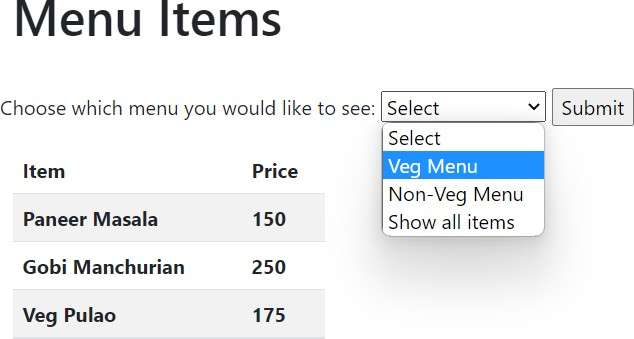 Menu Items
Choose which menu you would like to see: Select Submit
Select
Veg Menu
Non-Veg Menu
Show all items
Item Price
Paneer Masala 150
Gobi Manchurian 250
Veg Pulao 175